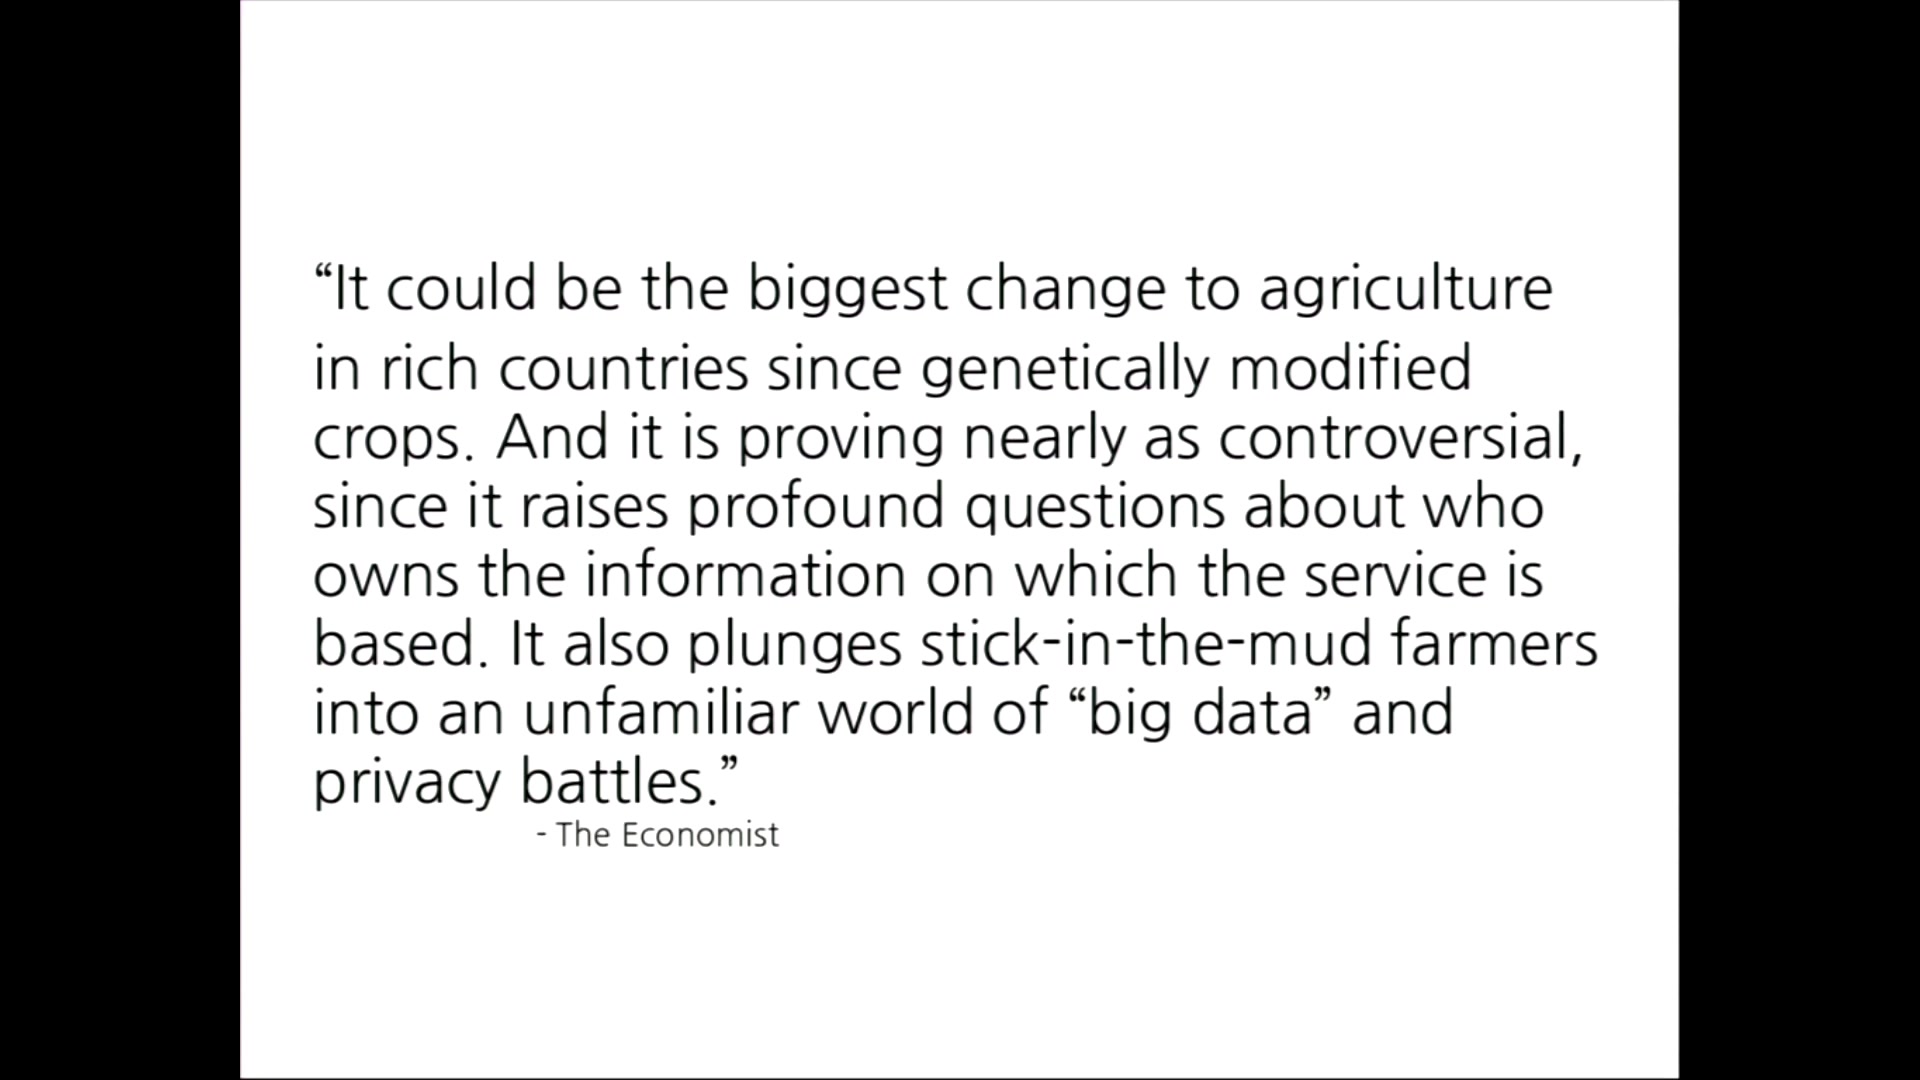 “It could be the biggest change to agriculture
in rich countries since genetically modified
crops. And it is proving nearly as controversial,
since it raises profound questions about who
owns the information on which the service is
based. It also plunges stick-in-the-mud farmers
into an unfamiliar world of “big data” and
privacy battles.”
- The Economist